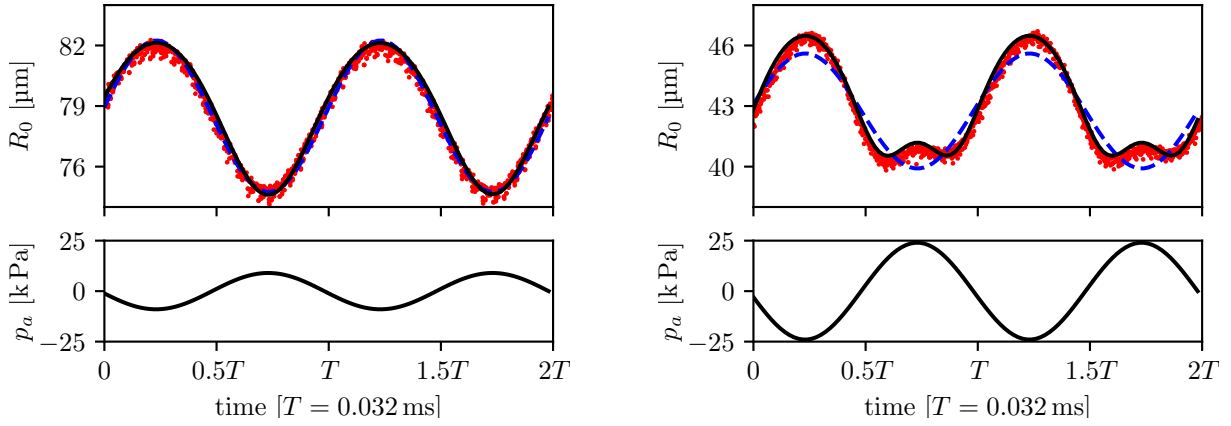 82
79
76
R₀ [µm]
25
0
−25
pₐ [kPa]
0
0.5T
T
1.5T
2T
time [T = 0.032 ms]
46
43
40
R₀ [µm]
25
0
−25
pₐ [kPa]
0
0.5T
T
1.5T
2T
time [T = 0.032 ms]